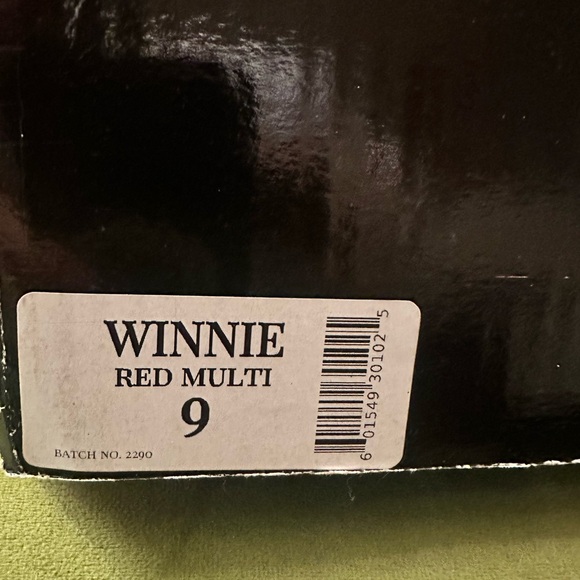 WINNIE
RED MULTI
9
BATCH NO. 2290
6 01549 30102 5